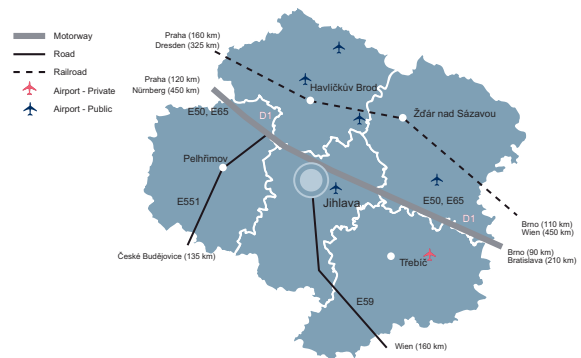 Motorway
Road
Railroad
Airport - Private
Airport - Public
Praha (160 km)
Dresden (325 km)
Praha (120 km)
Nürnberg (450 km)
E50, E65
D1
Havlíčkův Brod
Žďár nad Sázavou
Pelhřimov
E551
Jihlava
E50, E65
D1
Brno (110 km)
Wien (450 km)
Brno (90 km)
Bratislava (210 km)
České Budějovice (135 km)
Třebíč
E59
Wien (160 km)